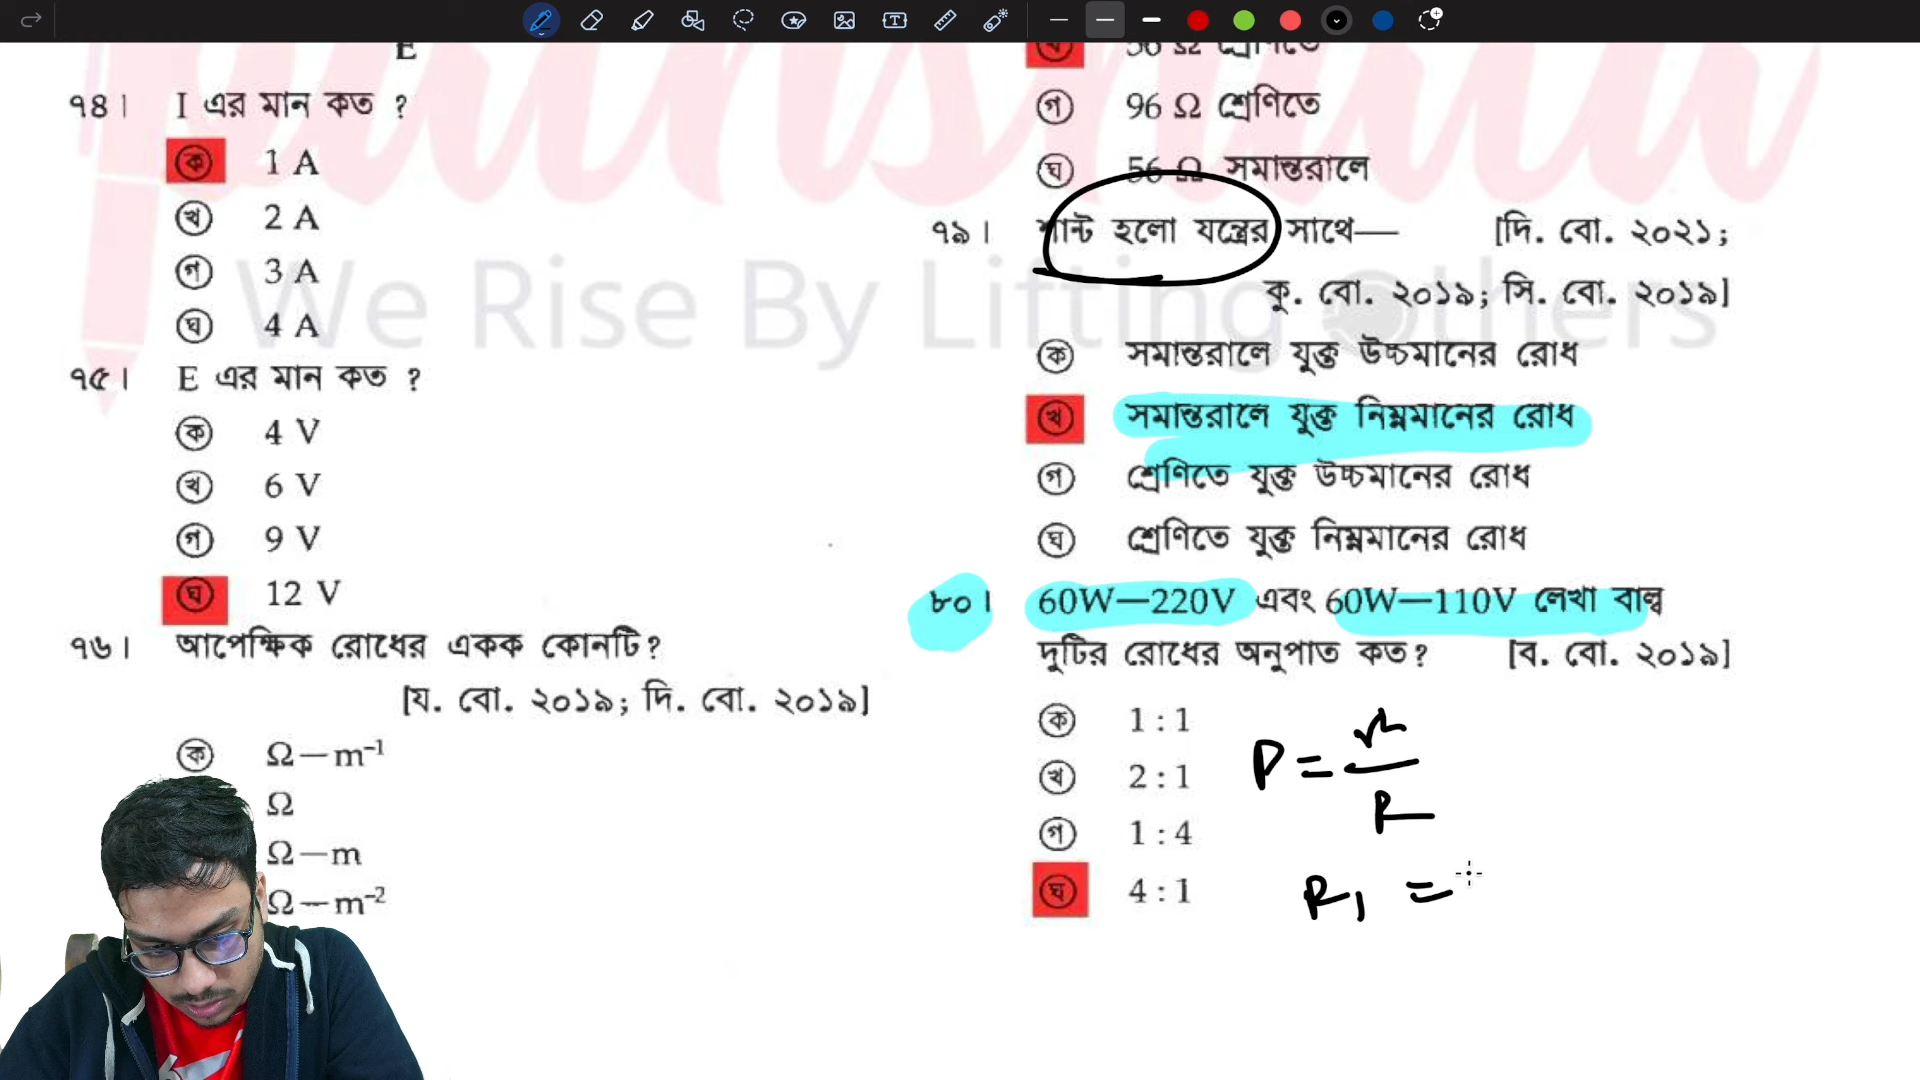 E
৭৪। I এর মান কত ?
ক 1 A
খ 2 A
গ 3 A
ঘ 4 A
৭৫। E এর মান কত ?
ক 4 V
খ 6 V
গ 9 V
ঘ 12 V
৭৬। আপেক্ষিক রোধের একক কোনটি?
[য. বো. ২০১৯; দি. বো. ২০১৯]
ক Ω—m⁻¹
Ω
Ω—m
Ω—m⁻²
56 Ω শ্রেণিতে
গ 96 Ω শ্রেণিতে
ঘ 56 Ω সমান্তরালে
৭৯। শান্ট হলো যন্ত্রের সাথে— [দি. বো. ২০২১;
কু. বো. ২০১৯; সি. বো. ২০১৯]
ক সমান্তরালে যুক্ত উচ্চমানের রোধ
খ সমান্তরালে যুক্ত নিম্নমানের রোধ
গ শ্রেণিতে যুক্ত উচ্চমানের রোধ
ঘ শ্রেণিতে যুক্ত নিম্নমানের রোধ
৮০। 60W—220V এবং 60W—110V লেখা বাল্ব
দুটির রোধের অনুপাত কত? [ব. বো. ২০১৯]
ক 1 : 1
খ 2 : 1
গ 1 : 4
ঘ 4 : 1
P = V²/R
R₁ =
We Rise By Lifting Others